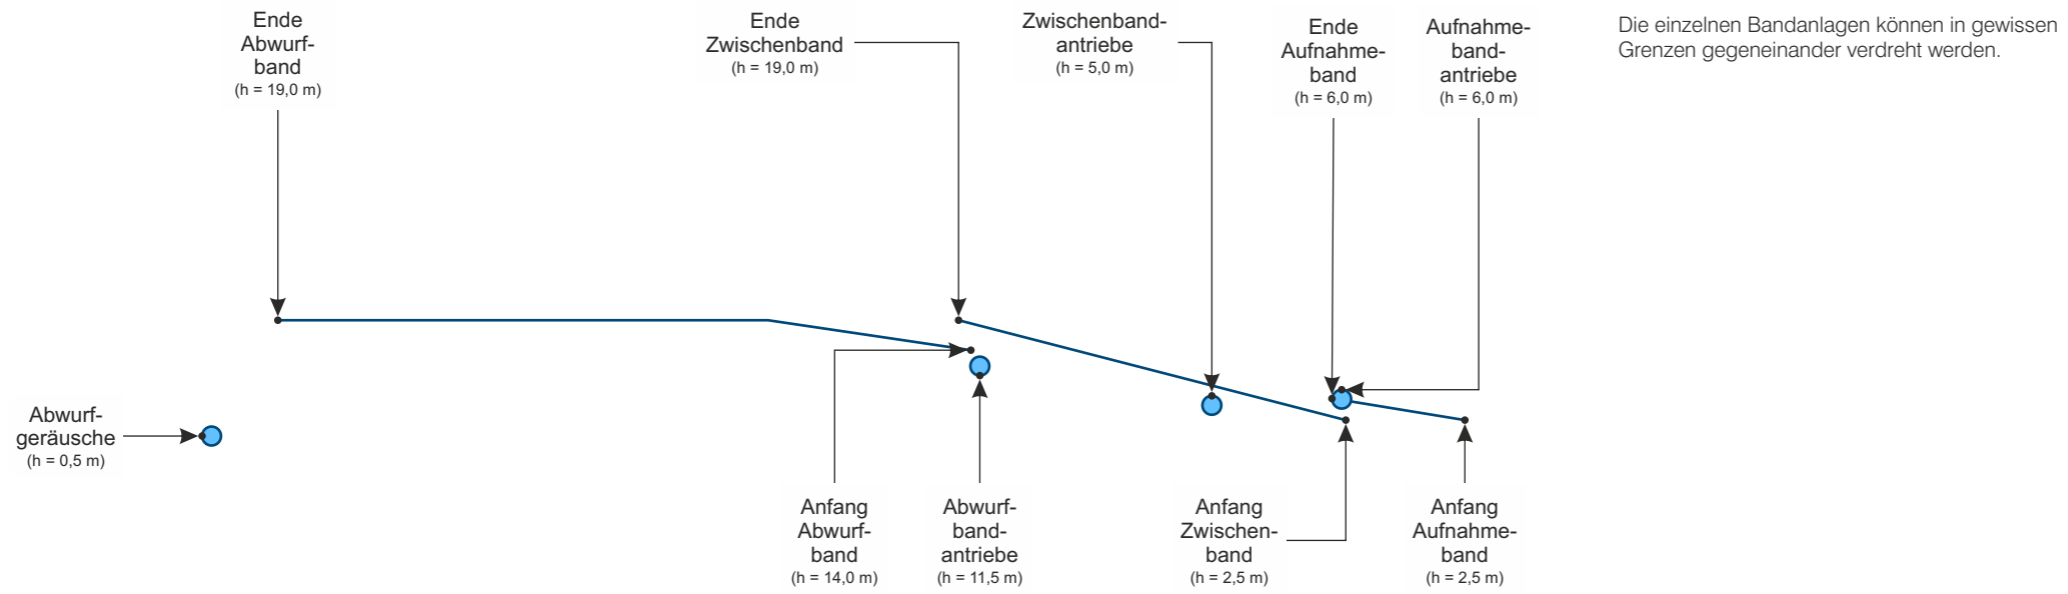 Ende
Abwurf-
band
(h = 19,0 m)
Ende
Zwischenband
(h = 19,0 m)
Zwischenband-
antriebe
(h = 5,0 m)
Ende
Aufnahme-
band
(h = 6,0 m)
Aufnahme-
band-
antriebe
(h = 6,0 m)
Die einzelnen Bandanlagen können in gewissen
Grenzen gegeneinander verdreht werden.
Abwurf-
geräusche
(h = 0,5 m)
Anfang
Abwurf-
band
(h = 14,0 m)
Abwurf-
band-
antriebe
(h = 11,5 m)
Anfang
Zwischen-
band
(h = 2,5 m)
Anfang
Aufnahme-
band
(h = 2,5 m)